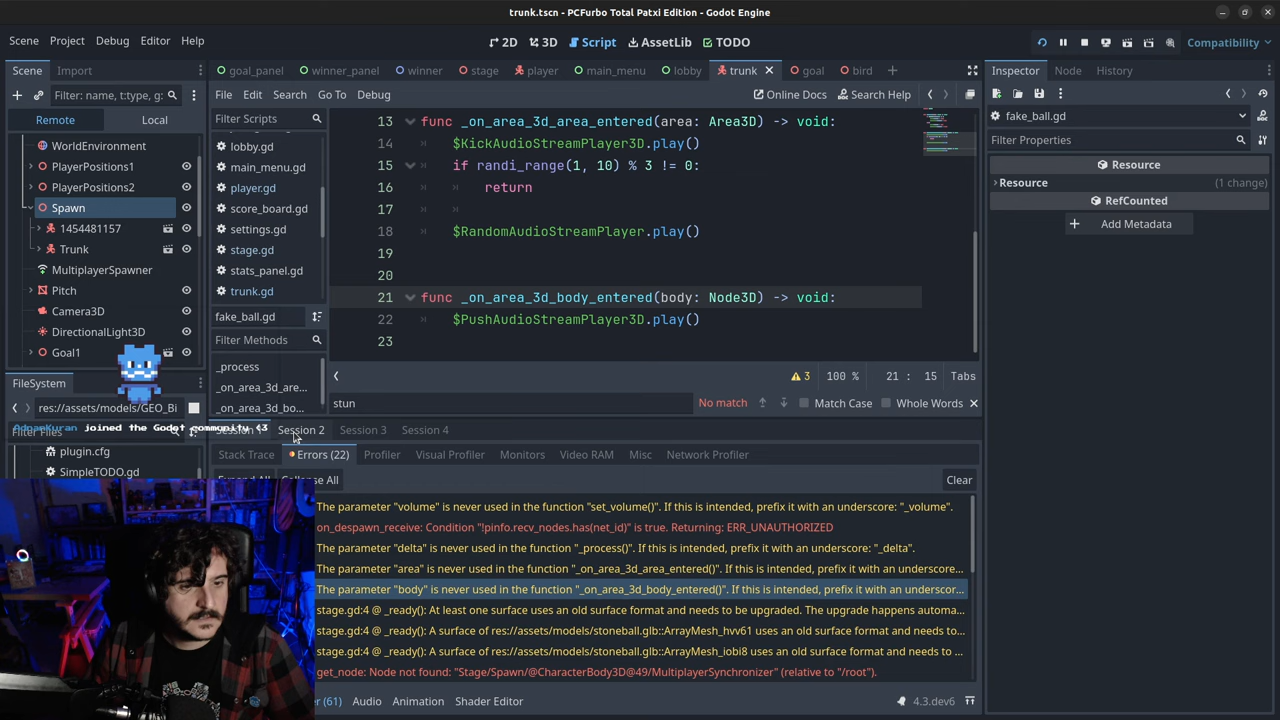 trunk.tscn - PCFurbo Total Patxi Edition - Godot Engine
Scene Project Debug Editor Help
2D 3D Script AssetLib TODO
Compatibility
Scene Import
goal_panel winner_panel winner stage player main_menu lobby trunk goal bird
Inspector Node History
Filter: name, t:type, g:
File Edit Search Go To Debug
Online Docs Search Help
Remote Local
Filter Scripts
fake_ball.gd
Filter Properties
WorldEnvironment
PlayerPositions1
PlayerPositions2
Spawn
1454481157
Trunk
MultiplayerSpawner
Pitch
Camera3D
DirectionalLight3D
Goal1
lobby.gd
main_menu.gd
player.gd
score_board.gd
settings.gd
stage.gd
stats_panel.gd
trunk.gd
fake_ball.gd
Filter Methods
_process
_on_area_3d_are...
_on_area_3d_bo...
13 func _on_area_3d_area_entered(area: Area3D) -> void:
14 $KickAudioStreamPlayer3D.play()
15 if randi_range(1, 10) % 3 != 0:
16 return
17
18 $RandomAudioStreamPlayer.play()
19
20
21 func _on_area_3d_body_entered(body: Node3D) -> void:
22 $PushAudioStreamPlayer3D.play()
23
3 100 % 21 : 15 Tabs
stun
No match Match Case Whole Words
Resource
Resource (1 change)
RefCounted
Add Metadata
FileSystem
res://assets/models/GEO_Bi
Filter Files
AdnanKuran joined the Godot community <3
plugin.cfg
SimpleTODO.gd
Session 1 Session 2 Session 3 Session 4
Stack Trace Errors (22) Profiler Visual Profiler Monitors Video RAM Misc Network Profiler
Expand All Collapse All Clear
The parameter "volume" is never used in the function "set_volume()". If this is intended, prefix it with an underscore: "_volume".
on_despawn_receive: Condition "!pinfo.recv_nodes.has(net_id)" is true. Returning: ERR_UNAUTHORIZED
The parameter "delta" is never used in the function "_process()". If this is intended, prefix it with an underscore: "_delta".
The parameter "area" is never used in the function "_on_area_3d_area_entered()". If this is intended, prefix it with an underscore...
The parameter "body" is never used in the function "_on_area_3d_body_entered()". If this is intended, prefix it with an underscor...
stage.gd:4 @ _ready(): At least one surface uses an old surface format and needs to be upgraded. The upgrade happens automa...
stage.gd:4 @ _ready(): A surface of res://assets/models/stoneball.glb::ArrayMesh_hvv61 uses an old surface format and needs to...
stage.gd:4 @ _ready(): A surface of res://assets/models/stoneball.glb::ArrayMesh_iobi8 uses an old surface format and needs to ...
get_node: Node not found: "Stage/Spawn/@CharacterBody3D@49/MultiplayerSynchronizer" (relative to "/root").
(61) Audio Animation Shader Editor
4.3.dev6